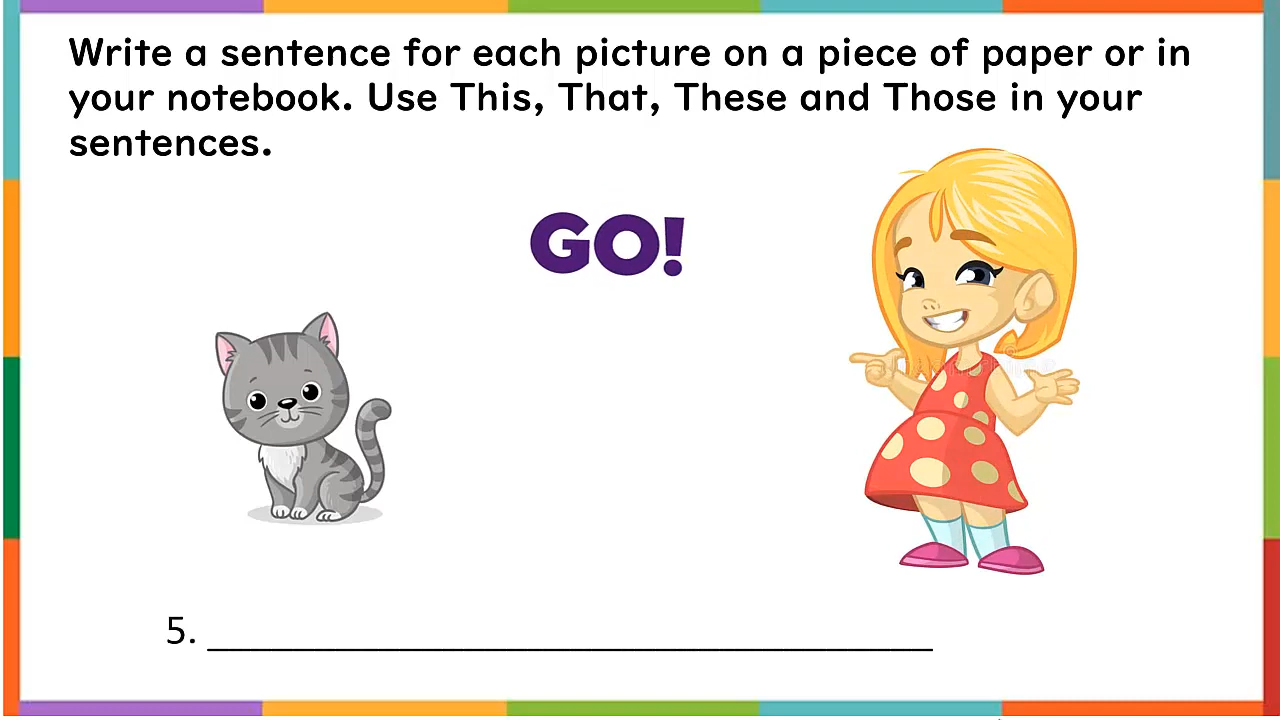 Write a sentence for each picture on a piece of paper or in
your notebook. Use This, That, These and Those in your
sentences.
GO!
5. ___________________________________